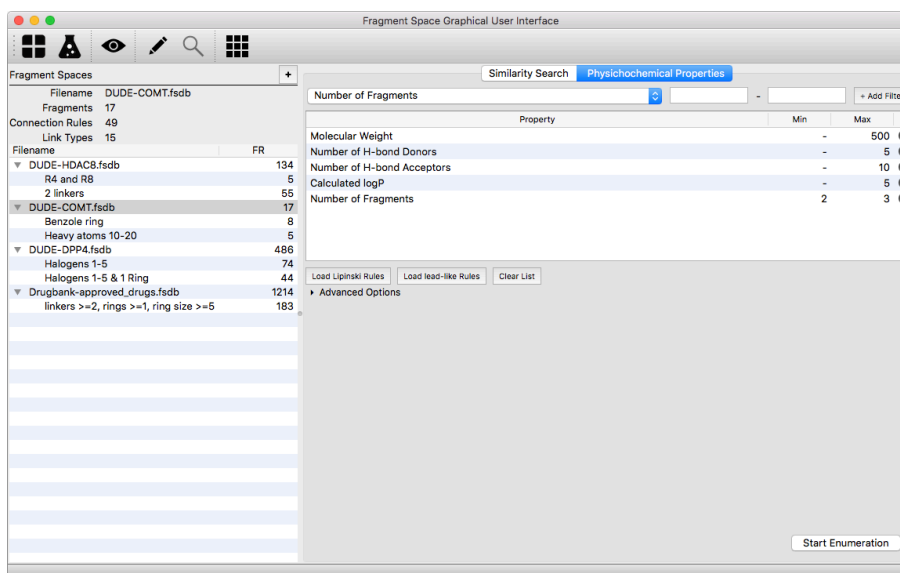 Fragment Space Graphical User Interface
Fragment Spaces +
Filename DUDE-COMT.fsdb
Fragments 17
Connection Rules 49
Link Types 15
Filename FR
DUDE-HDAC8.fsdb 134
R4 and R8 5
2 linkers 55
DUDE-COMT.fsdb 17
Benzole ring 8
Heavy atoms 10-20 5
DUDE-DPP4.fsdb 486
Halogens 1-5 74
Halogens 1-5 & 1 Ring 44
Drugbank-approved_drugs.fsdb 1214
linkers >=2, rings >=1, ring size >=5 183
Similarity Search Physichochemical Properties
Number of Fragments - + Add Filte
Property Min Max
Molecular Weight - 500
Number of H-bond Donors - 5
Number of H-bond Acceptors - 10
Calculated logP - 5
Number of Fragments 2 3
Load Lipinski Rules Load lead-like Rules Clear List
Advanced Options
Start Enumeration